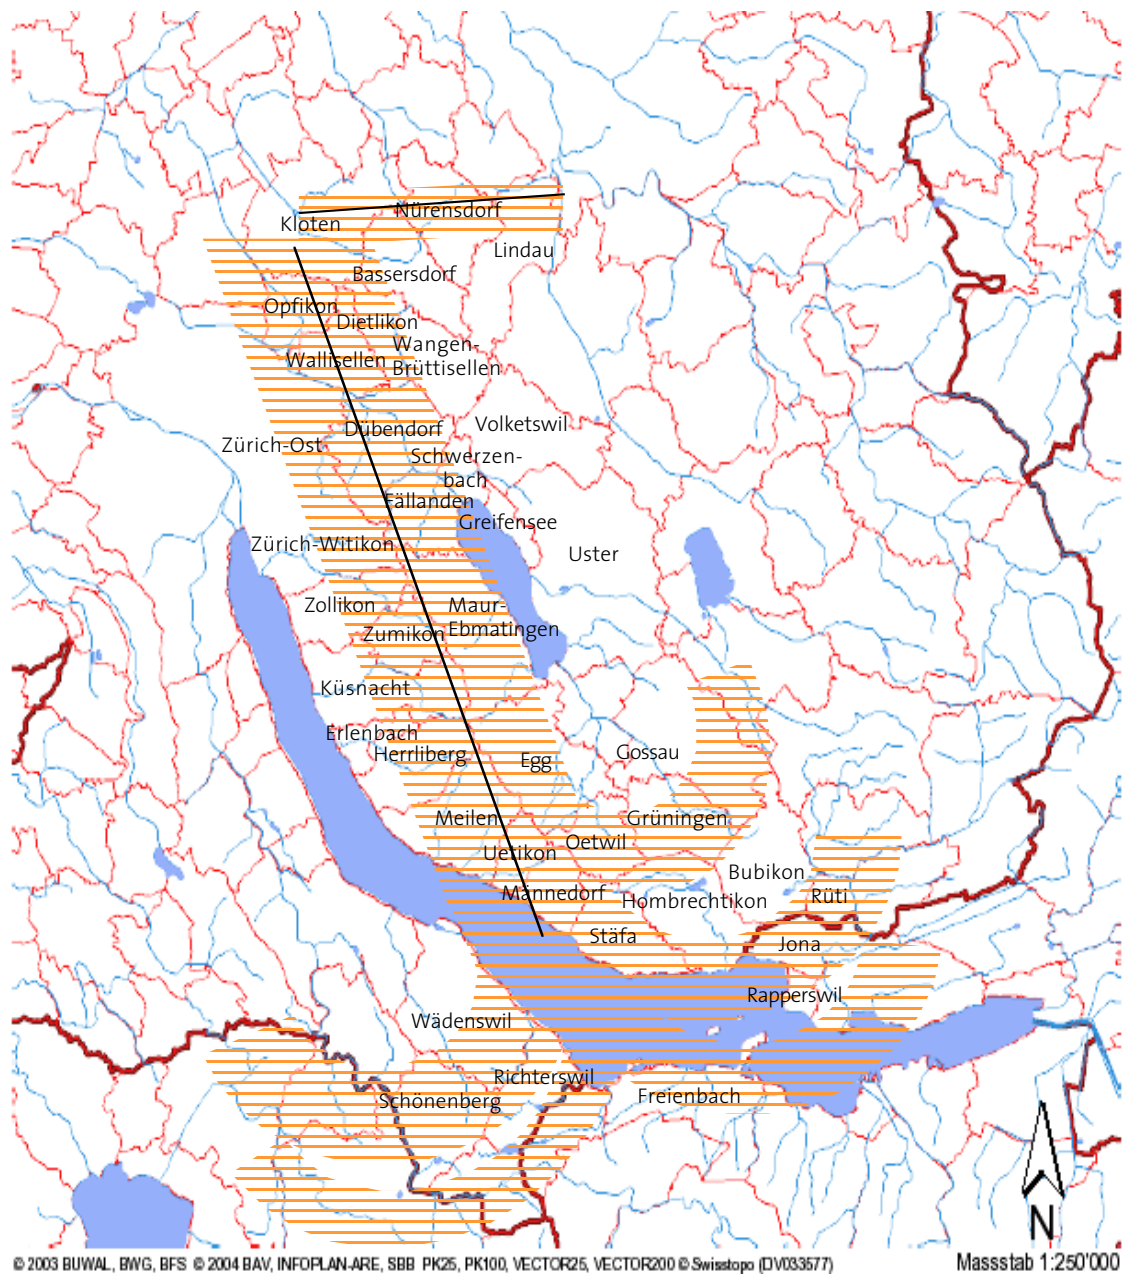 Nürensdorf
Kloten
Lindau
Bassersdorf
Opfikon
Dietlikon
Wangen-
Brüttisellen
Wallisellen
Volketswil
Dübendorf
Zürich-Ost
Schwerzen-
bach
Fällanden
Greifensee
Zürich-Witikon
Uster
Zollikon
Maur-
Ebmatingen
Zumikon
Küsnacht
Erlenbach
Herrliberg
Egg
Gossau
Meilen
Grüningen
Oetwil
Uetikon
Bubikon
Männedorf
Hombrechtikon
Rüti
Stäfa
Jona
Rapperswil
Wädenswil
Richterswil
Schönenberg
Freienbach
N
© 2003 BUWAL, BWG, BFS © 2004 BAV, INFOPLAN-ARE, SBB PK25, PK100, VECTOR25, VECTOR200 © Swisstopo (DV033577)
Massstab 1:250'000